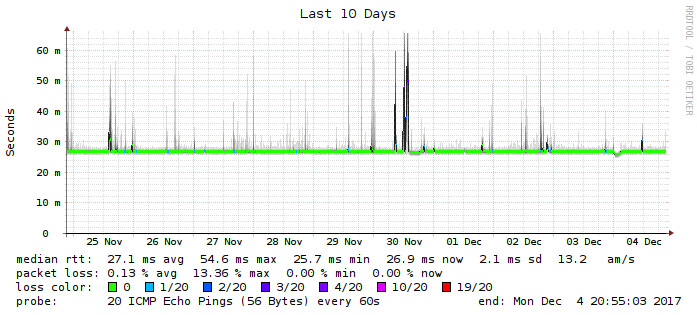 Last 10 Days
RRDTOOL / TOBI OETIKER
Seconds
60 m
50 m
40 m
30 m
20 m
10 m
0
25 Nov 26 Nov 27 Nov 28 Nov 29 Nov 30 Nov 01 Dec 02 Dec 03 Dec 04 Dec
median rtt: 27.1 ms avg 54.6 ms max 25.7 ms min 26.9 ms now 2.1 ms sd 13.2 am/s
packet loss: 0.13 % avg 13.36 % max 0.00 % min 0.00 % now
loss color: 0 1/20 2/20 3/20 4/20 10/20 19/20
probe: 20 ICMP Echo Pings (56 Bytes) every 60s end: Mon Dec 4 20:55:03 2017